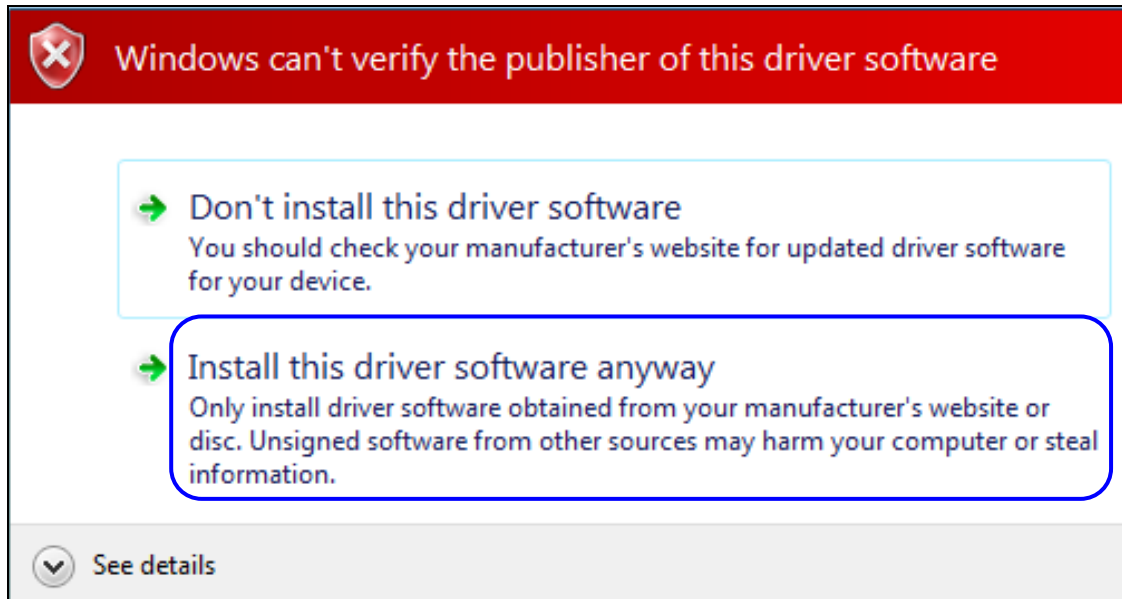 Windows can't verify the publisher of this driver software
Don't install this driver software
You should check your manufacturer's website for updated driver software
for your device.
Install this driver software anyway
Only install driver software obtained from your manufacturer's website or
disc. Unsigned software from other sources may harm your computer or steal
information.
See details